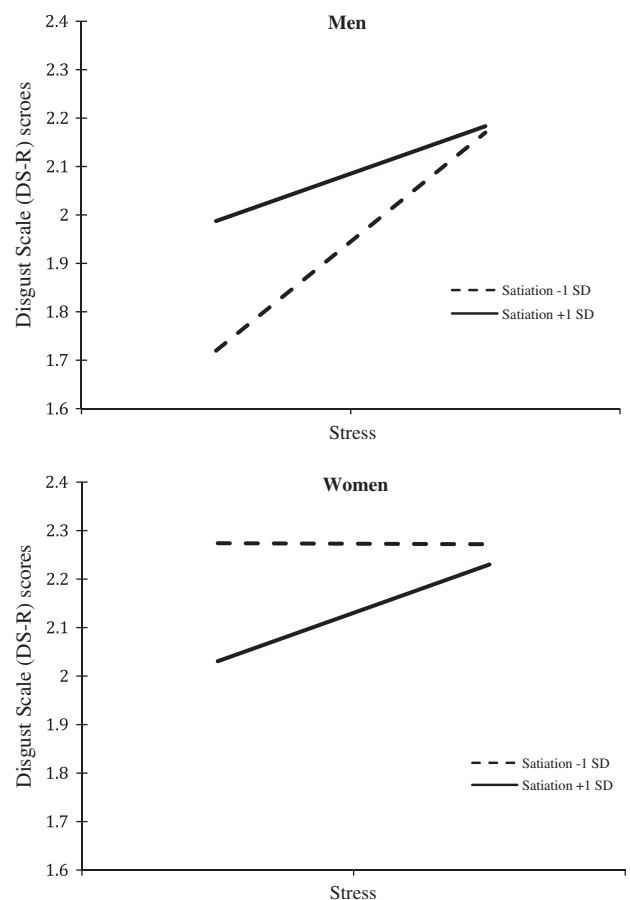 Men
Disgust Scale (DS-R) scroes
2.4
2.3
2.2
2.1
2
1.9
1.8
1.7
1.6
Satiation -1 SD
Satiation +1 SD
Stress
Women
Disgust Scale (DS-R) scores
2.4
2.3
2.2
2.1
2
1.9
1.8
1.7
1.6
Satiation -1 SD
Satiation +1 SD
Stress